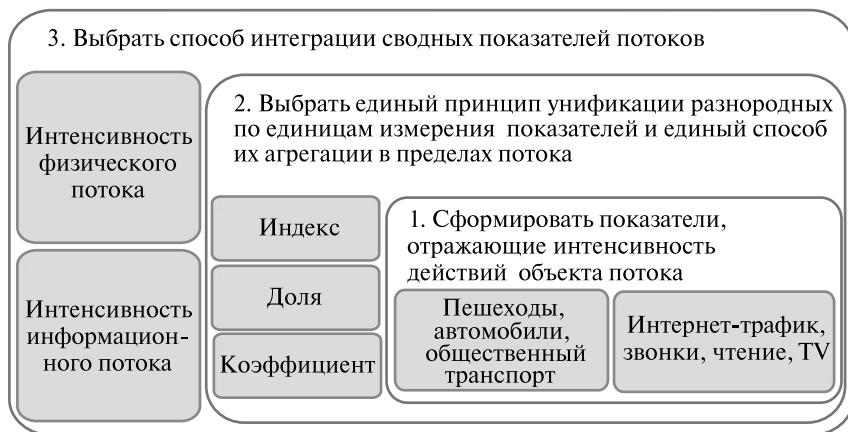 3. Выбрать способ интеграции сводных показателей потоков
Интенсивность
физического
потока
Интенсивность
информацион-
ного потока
2. Выбрать единый принцип унификации разнородных
по единицам измерения показателей и единый способ
их агрегации в пределах потока
Индекс
Доля
Коэффициент
1. Сформировать показатели,
отражающие интенсивность
действий объекта потока
Пешеходы,
автомобили,
общественный
транспорт
Интернет-трафик,
звонки, чтение, TV